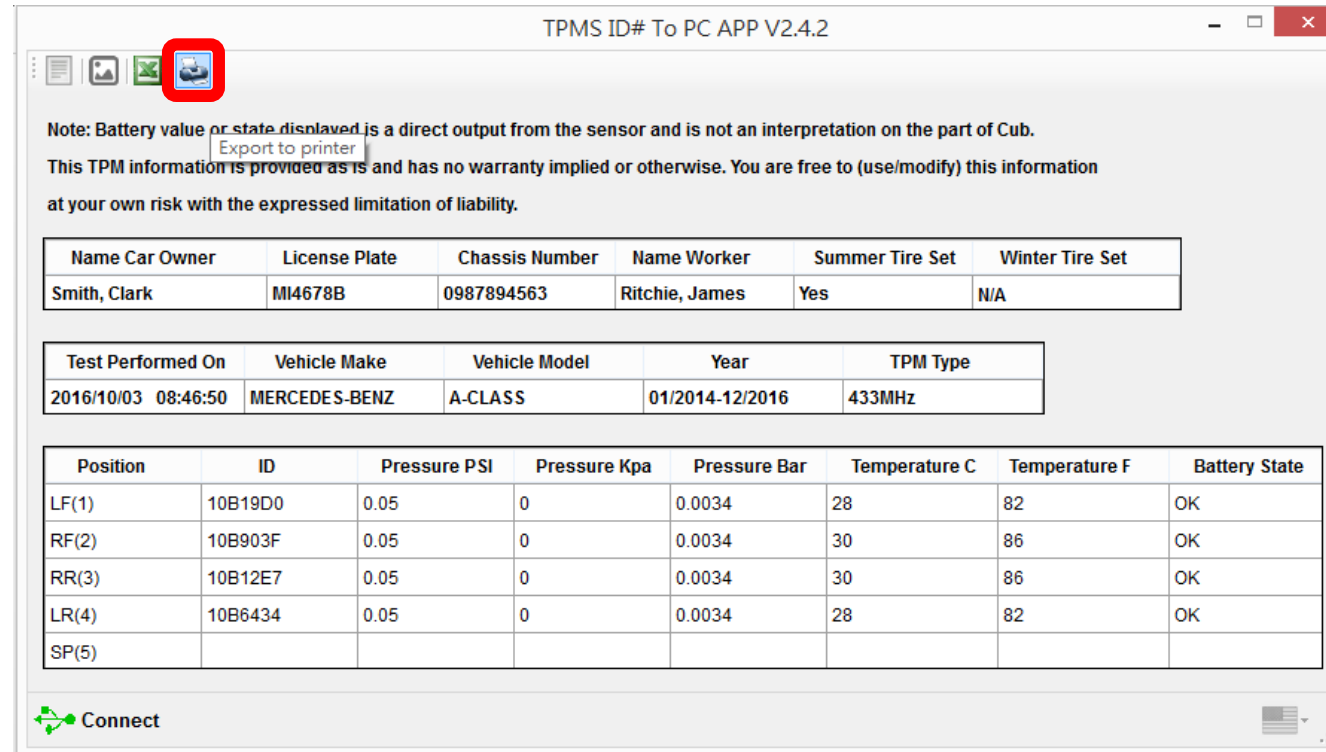 TPMS ID# To PC APP V2.4.2
Note: Battery value or state displayed is a direct output from the sensor and is not an interpretation on the part of Cub.
Export to printer
This TPM information is provided as is and has no warranty implied or otherwise. You are free to (use/modify) this information
at your own risk with the expressed limitation of liability.
Name Car Owner License Plate Chassis Number Name Worker Summer Tire Set Winter Tire Set
Smith, Clark MI4678B 0987894563 Ritchie, James Yes N/A
Test Performed On Vehicle Make Vehicle Model Year TPM Type
2016/10/03 08:46:50 MERCEDES-BENZ A-CLASS 01/2014-12/2016 433MHz
Position ID Pressure PSI Pressure Kpa Pressure Bar Temperature C Temperature F Battery State
LF(1) 10B19D0 0.05 0 0.0034 28 82 OK
RF(2) 10B903F 0.05 0 0.0034 30 86 OK
RR(3) 10B12E7 0.05 0 0.0034 30 86 OK
LR(4) 10B6434 0.05 0 0.0034 28 82 OK
SP(5)
Connect